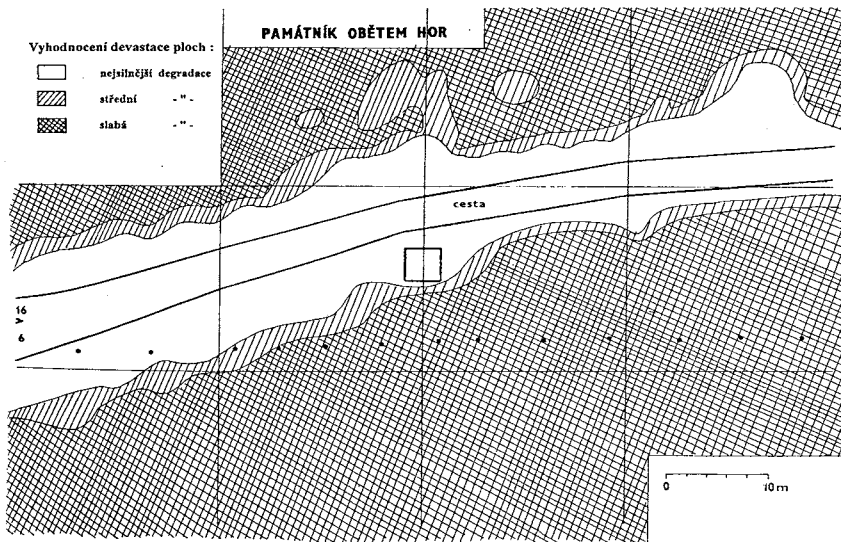 PAMÁTNÍK OBĚTEM HOR
Vyhodnocení devastace ploch :
nejsilnější degradace
střední - " -
slabá - " -
cesta
16
6
0 10 m